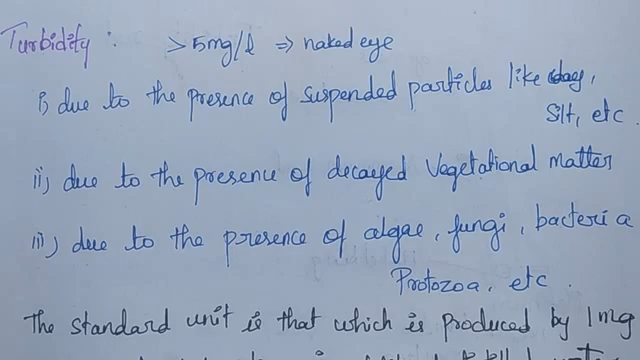 Turbidity : > 5mg/l ⇒ naked eye
i, due to the presence of suspended particles like clay,
Silt, etc.
ii, due to the presence of decayed Vegetational matter
iii, due to the presence of algae, fungi, bacteria
Protozoa, etc.
The standard unit is that which is produced by 1mg